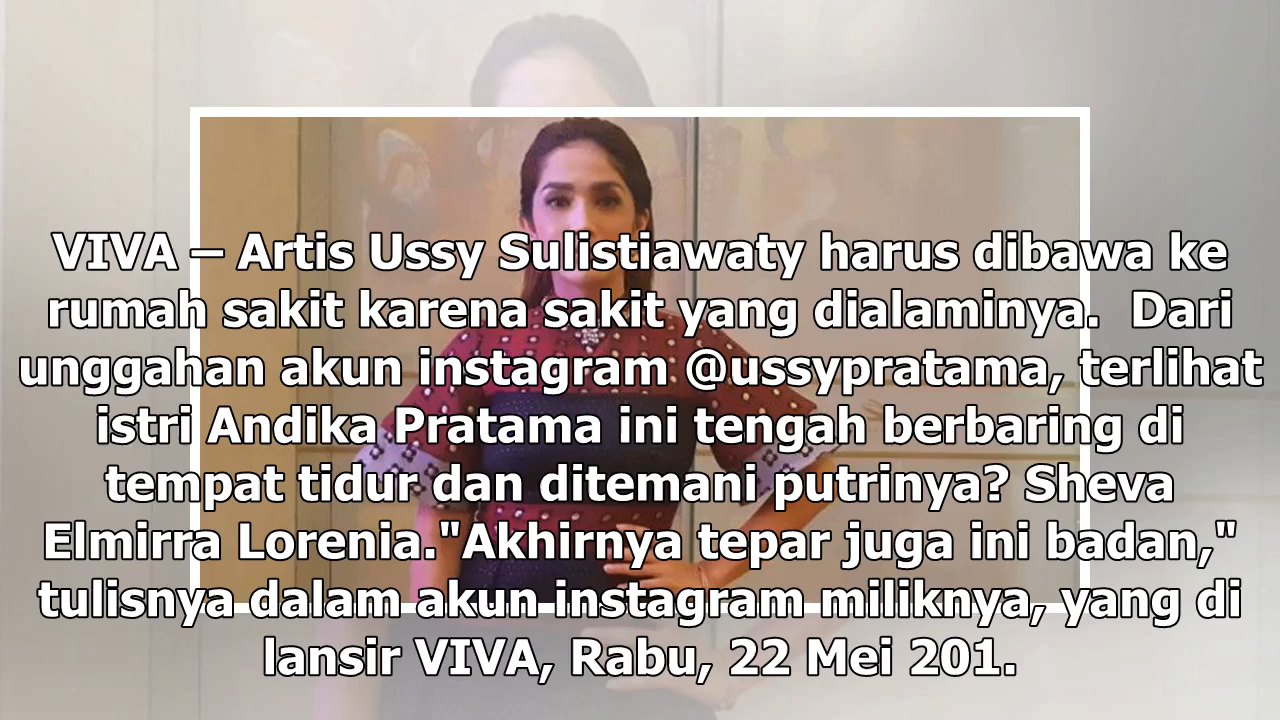 VIVA – Artis Ussy Sulistiawaty harus dibawa ke
rumah sakit karena sakit yang dialaminya.  Dari
unggahan akun instagram @ussypratama, terlihat
istri Andika Pratama ini tengah berbaring di
tempat tidur dan ditemani putrinya? Sheva
Elmirra Lorenia."Akhirnya tepar juga ini badan,"
tulisnya dalam akun instagram miliknya, yang di
lansir VIVA, Rabu, 22 Mei 201.